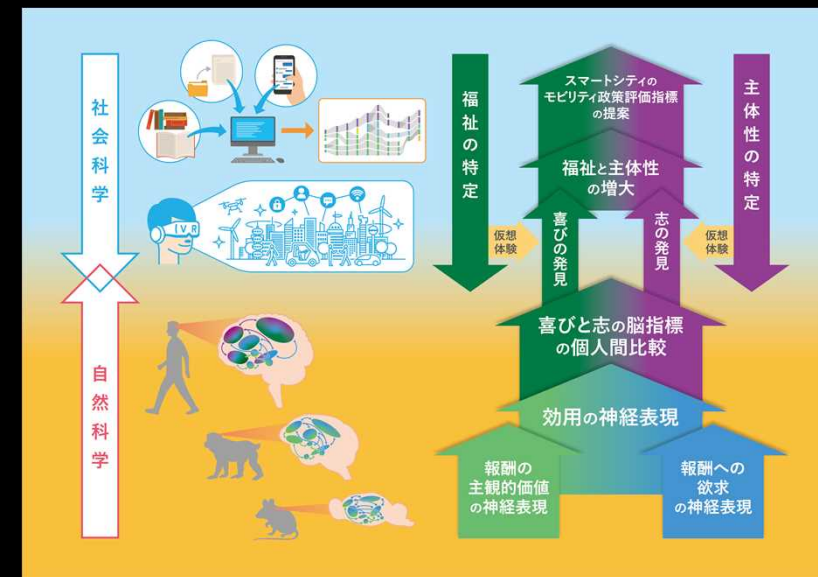 社会科学
自然科学
VR
福祉の特定
主体性の特定
スマートシティの
モビリティ政策評価指標
の提案
福祉と主体性
の増大
仮想
体験
喜びの発見
志の発見
仮想
体験
喜びと志の脳指標
の個人間比較
効用の神経表現
報酬の
主観的価値
の神経表現
報酬への
欲求
の神経表現